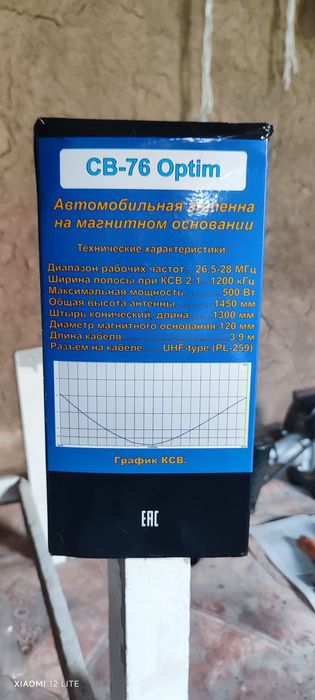 CB-76 Optim
Автомобильная антенна
на магнитном основании
Технические характеристики:
Диапазон рабочих частот...26,5-28 МГц
Ширина полосы при КСВ 2:1...1200 кГц
Максимальная мощность...............500 Вт
Общая высота антенны...........1450 мм
Штырь конический, длина.......1300 мм
Диаметр магнитного основания 120 мм
Длина кабеля...........................3,9 м
Разъем на кабеле.......UHF-type (PL-259)
График КСВ.
EAC
XIAOMI 12 LITE